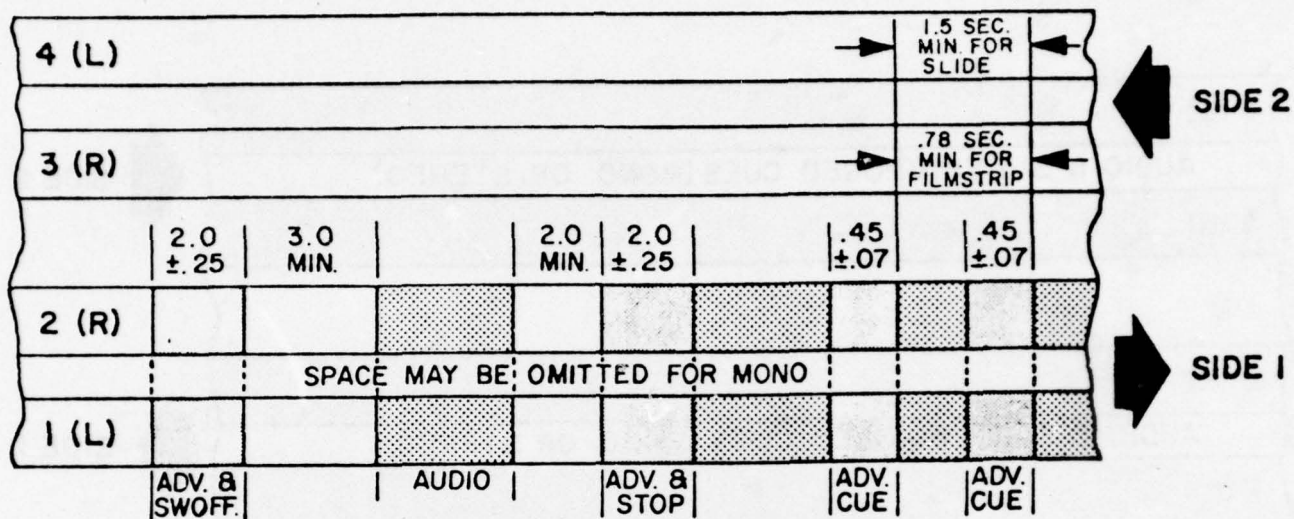 4 (L)
1.5 SEC.
MIN. FOR
SLIDE
SIDE 2
3 (R)
.78 SEC.
MIN. FOR
FILMSTRIP
2.0
±.25
3.0
MIN.
2.0
MIN.
2.0
±.25
.45
±.07
.45
±.07
2 (R)
SPACE MAY BE OMITTED FOR MONO
SIDE 1
1 (L)
ADV. &
SWOFF.
AUDIO
ADV. &
STOP
ADV.
CUE
ADV.
CUE